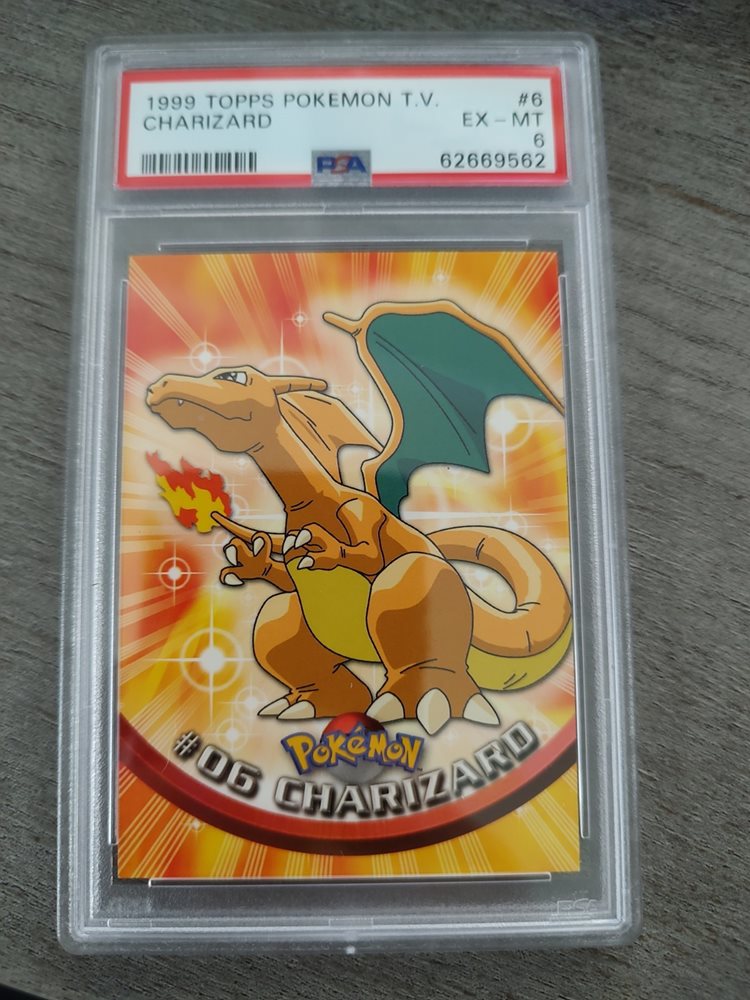 1999 TOPPS POKEMON T.V. #6
CHARIZARD EX - MT
6
PSA 62669562
POKéMON
#06 CHARIZARD